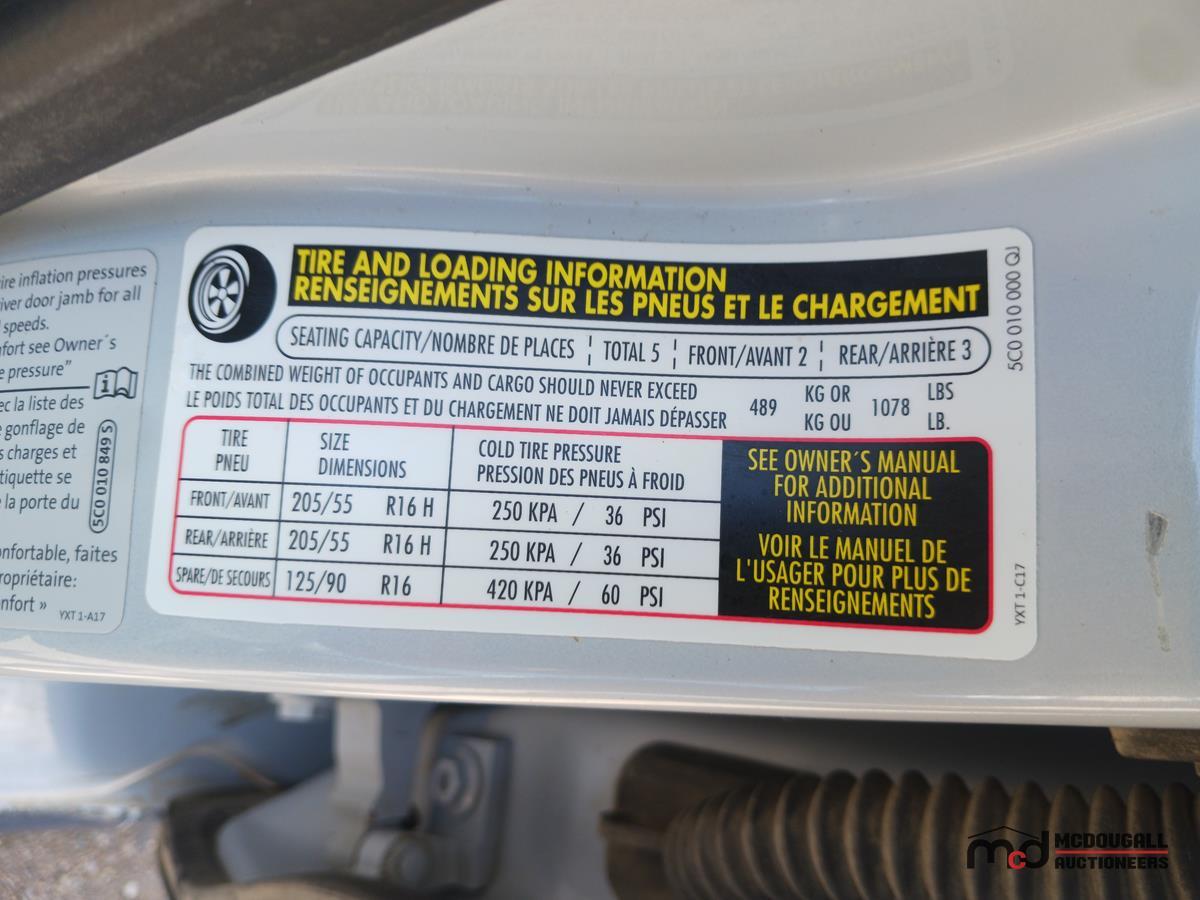 ire inflation pressures
iver door jamb for all
speeds.
nfort see Owner´s
e pressure"
ec la liste des
gonflage de
s charges et
tiquette se
la porte du
nfortable, faites
ropriétaire:
nfort »
YXT 1-A17
5C0 010 849 S
TIRE AND LOADING INFORMATION
RENSEIGNEMENTS SUR LES PNEUS ET LE CHARGEMENT
SEATING CAPACITY/NOMBRE DE PLACES ¦ TOTAL 5 ¦ FRONT/AVANT 2 ¦ REAR/ARRIÈRE 3
THE COMBINED WEIGHT OF OCCUPANTS AND CARGO SHOULD NEVER EXCEED
LE POIDS TOTAL DES OCCUPANTS ET DU CHARGEMENT NE DOIT JAMAIS DÉPASSER
489 KG OR 1078 LBS
KG OU LB.
TIRE SIZE COLD TIRE PRESSURE
PNEU DIMENSIONS PRESSION DES PNEUS À FROID
FRONT/AVANT 205/55 R16 H 250 KPA / 36 PSI
REAR/ARRIÈRE 205/55 R16 H 250 KPA / 36 PSI
SPARE/DE SECOURS 125/90 R16 420 KPA / 60 PSI
SEE OWNER´S MANUAL
FOR ADDITIONAL
INFORMATION
VOIR LE MANUEL DE
L'USAGER POUR PLUS DE
RENSEIGNEMENTS
5C0 010 000 QJ
YXT 1-C17
mcd
MCDOUGALL
AUCTIONEERS